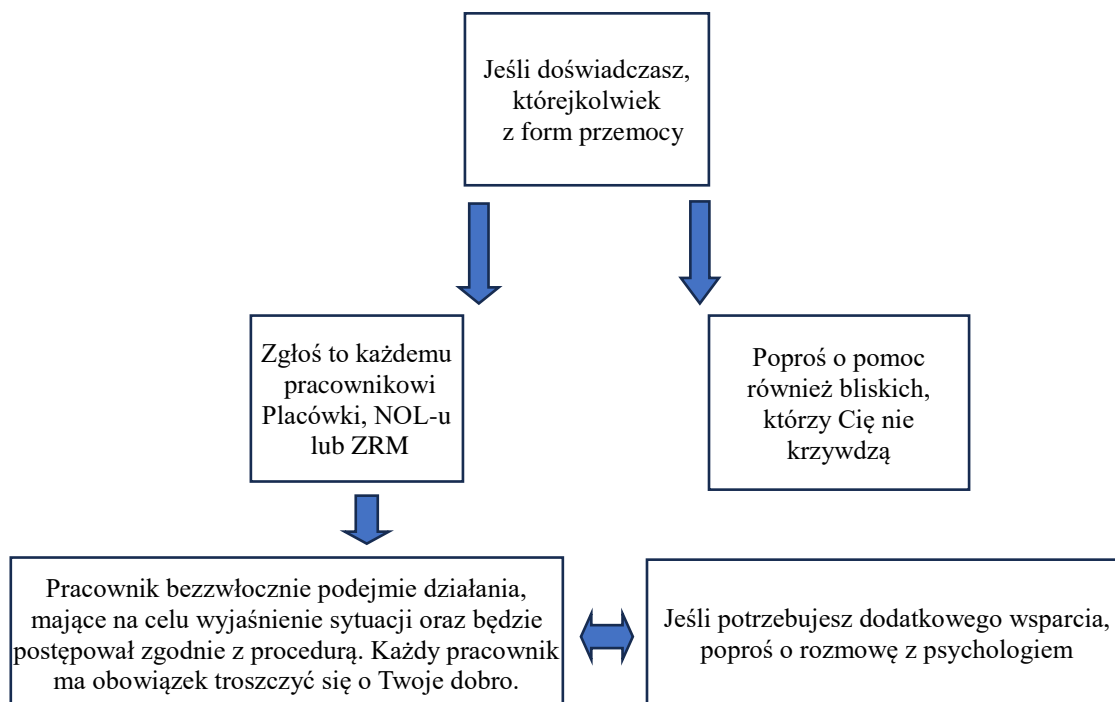 Jeśli doświadczasz,
którejkolwiek
z form przemocy
Zgłoś to każdemu
pracownikowi
Placówki, NOL-u
lub ZRM
Poproś o pomoc
również bliskich,
którzy Cię nie
krzywdzą
Pracownik bezzwłocznie podejmie działania,
mające na celu wyjaśnienie sytuacji oraz będzie
postępował zgodnie z procedurą. Każdy pracownik
ma obowiązek troszczyć się o Twoje dobro.
Jeśli potrzebujesz dodatkowego wsparcia,
poproś o rozmowę z psychologiem